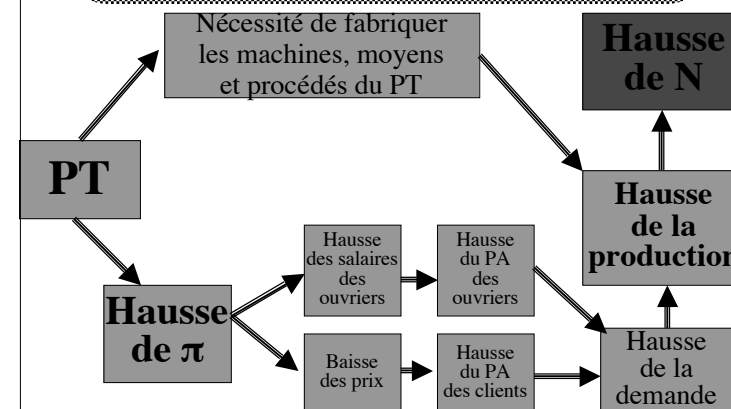 Nécessité de fabriquer
les machines, moyens
et procédés du PT
Hausse
de N
PT
Hausse
de la
production
Hausse
des salaires
des
ouvriers
Hausse
du PA
des
ouvriers
Hausse
de π
Baisse
des prix
Hausse
du PA
des clients
Hausse
de la
demande